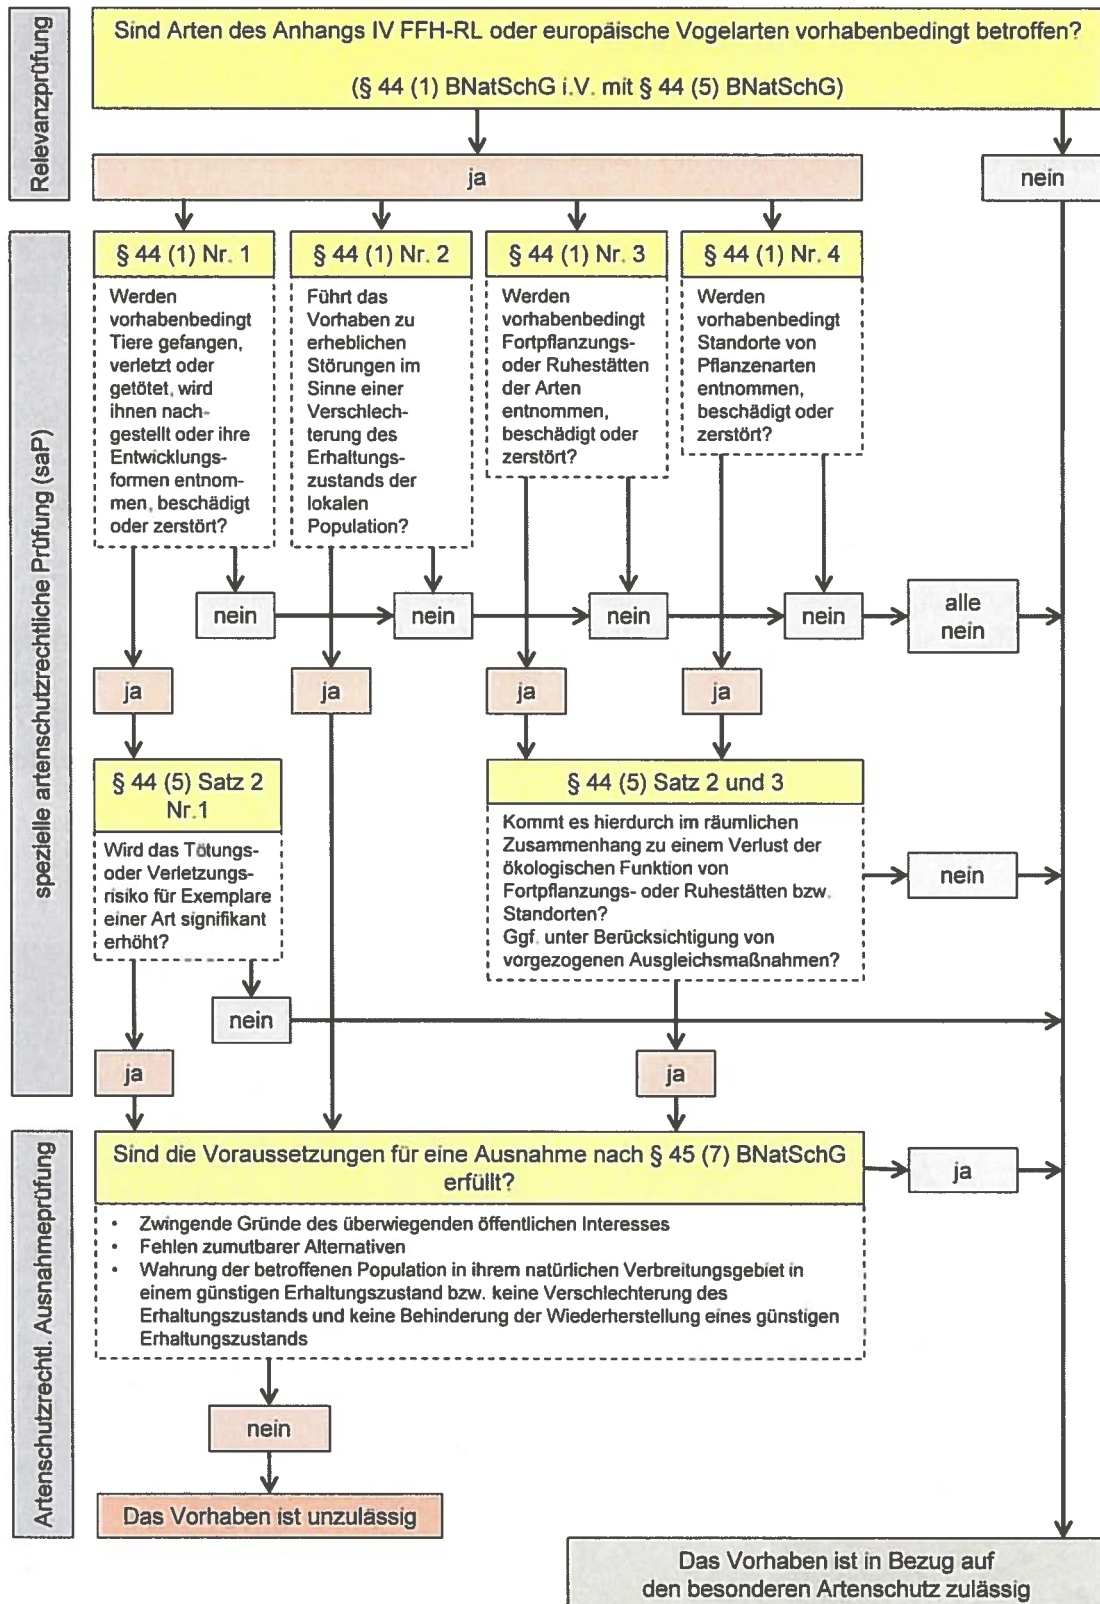 Relevanzprüfung
Sind Arten des Anhangs IV FFH-RL oder europäische Vogelarten vorhabenbedingt betroffen?
(§ 44 (1) BNatSchG i.V. mit § 44 (5) BNatSchG)
ja
nein
spezielle artenschutzrechtliche Prüfung (saP)
§ 44 (1) Nr. 1
Werden
vorhabenbedingt
Tiere gefangen,
verletzt oder
getötet, wird
ihnen nach-
gestellt oder ihre
Entwicklungs-
formen entnom-
men, beschädigt
oder zerstört?
§ 44 (1) Nr. 2
Führt das
Vorhaben zu
erheblichen
Störungen im
Sinne einer
Verschlech-
terung des
Erhaltungs-
zustands der
lokalen
Population?
§ 44 (1) Nr. 3
Werden
vorhabenbedingt
Fortpflanzungs-
oder Ruhestätten
der Arten
entnommen,
beschädigt oder
zerstört?
§ 44 (1) Nr. 4
Werden
vorhabenbedingt
Standorte von
Pflanzenarten
entnommen,
beschädigt oder
zerstört?
nein
nein
nein
nein
alle
nein
ja
ja
ja
ja
§ 44 (5) Satz 2
Nr.1
Wird das Tötungs-
oder Verletzungs-
risiko für Exemplare
einer Art signifikant
erhöht?
§ 44 (5) Satz 2 und 3
Kommt es hierdurch im räumlichen
Zusammenhang zu einem Verlust der
ökologischen Funktion von
Fortpflanzungs- oder Ruhestätten bzw.
Standorten?
Ggf. unter Berücksichtigung von
vorgezogenen Ausgleichsmaßnahmen?
nein
nein
ja
ja
Artenschutzrechtl. Ausnahmeprüfung
Sind die Voraussetzungen für eine Ausnahme nach § 45 (7) BNatSchG
erfüllt?
• Zwingende Gründe des überwiegenden öffentlichen Interesses
• Fehlen zumutbarer Alternativen
• Wahrung der betroffenen Population in ihrem natürlichen Verbreitungsgebiet in
einem günstigen Erhaltungszustand bzw. keine Verschlechterung des
Erhaltungszustands und keine Behinderung der Wiederherstellung eines günstigen
Erhaltungszustands
ja
nein
Das Vorhaben ist unzulässig
Das Vorhaben ist in Bezug auf
den besonderen Artenschutz zulässig